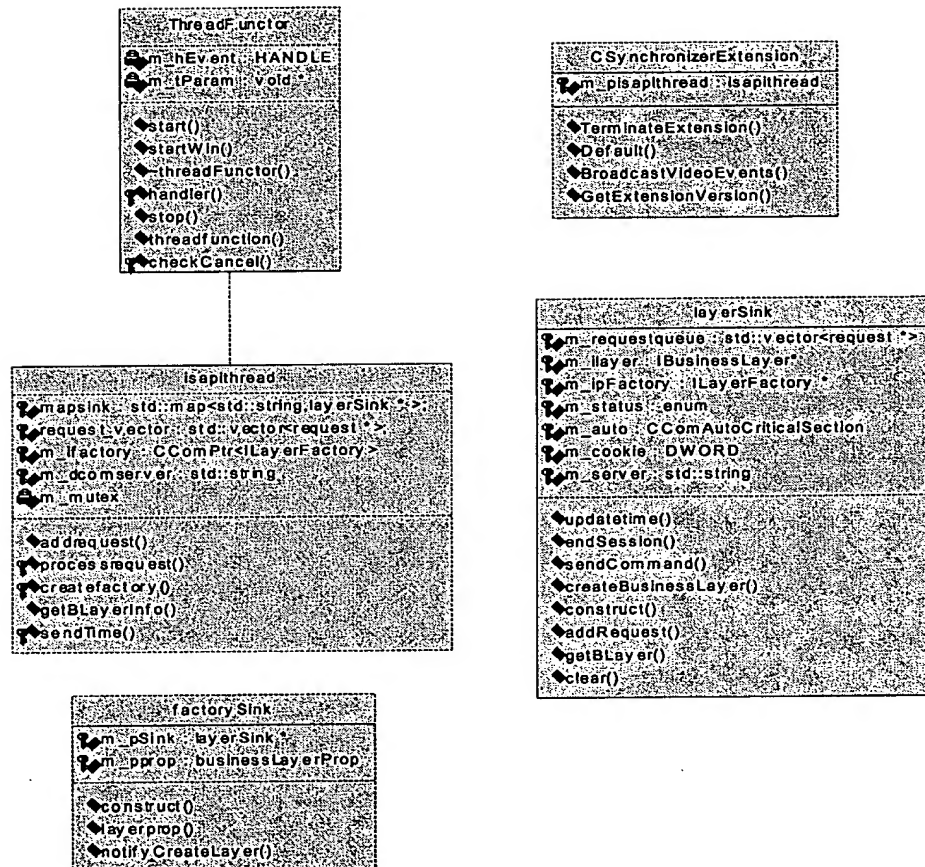 ThreadFunctor
m_hEvent : HANDLE
m_tParam : void *
start()
startWin()
~threadFunctor()
handler()
stop()
threadfunction()
checkCancel()
CSynchronizerExtension
m_pisapithread : isapithread
TerminateExtension()
Default()
BroadcastVideoEvents()
GetExtensionVersion()
isapithread
mapsink : std::map<std::string,layerSink *>
request_vector : std::vector<request *>
m_ifactory : CComPtr<ILayerFactory>
m_dcomserver : std::string
m_mutex
addrequest()
processrequest()
createfactory()
getBLayerInfo()
sendTime()
layerSink
m_requestqueue : std::vector<request *>
m_ilayer : IBusinessLayer*
m_ipFactory : ILayerFactory *
m_status : enum
m_auto : CComAutoCriticalSection
m_cookie : DWORD
m_server : std::string
updatetime()
endSession()
sendCommand()
createBusinessLayer()
construct()
addRequest()
getBLayer()
clear()
factorySink
m_pSink : layerSink *
m_pprop : businessLayerProp
construct()
layerprop()
notifyCreateLayer()